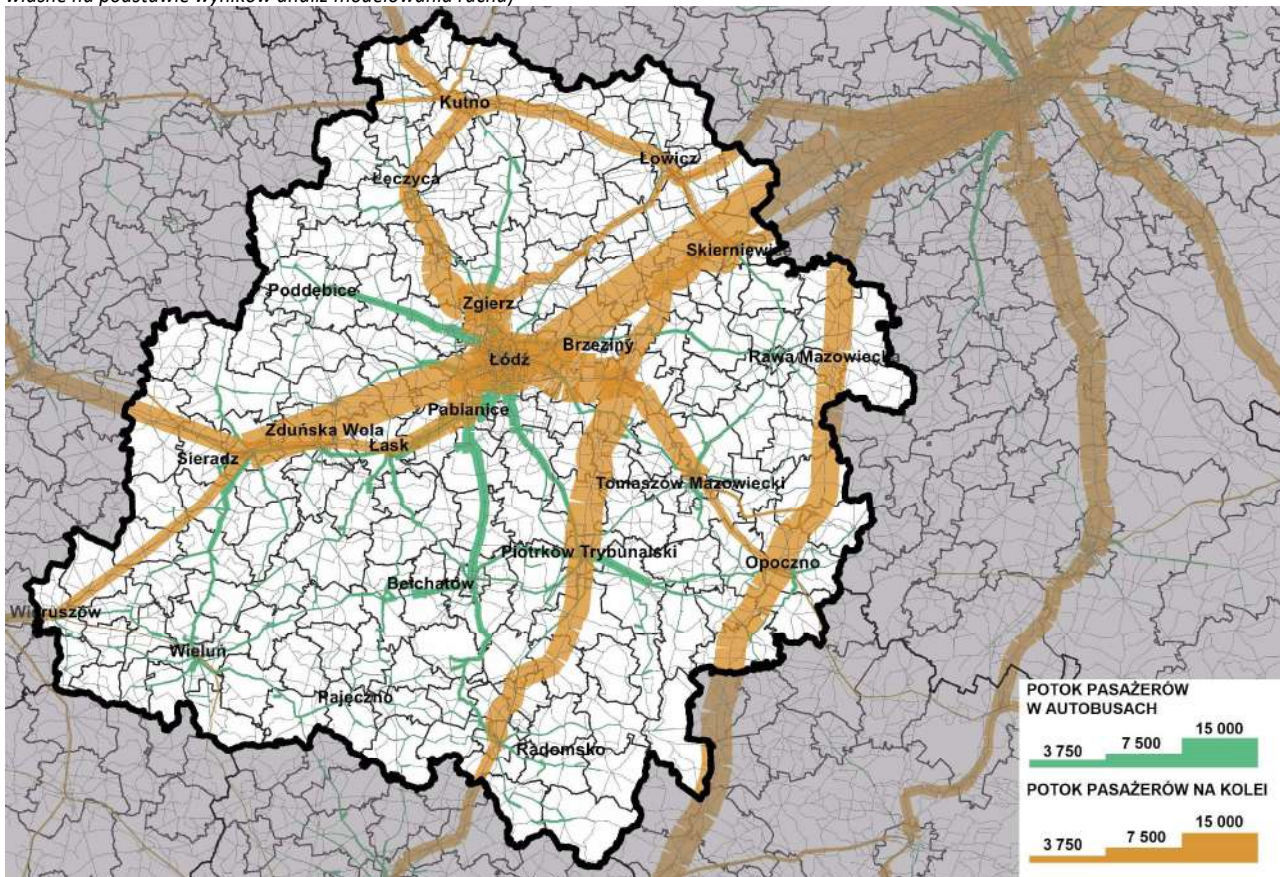 własne na podstawie wyników analiz modelowania ruchu)
Kutno
Łowicz
Łęczyca
Skierniewice
Poddębice
Zgierz
Brzeziny
Łódź
Rawa Mazowiecka
Pabianice
Zduńska Wola
Łask
Sieradz
Tomaszów Mazowiecki
Piotrków Trybunalski
Opoczno
Bełchatów
Wieruszów
Wieluń
Pajęczno
Radomsko
POTOK PASAŻERÓW
W AUTOBUSACH
3 750 7 500 15 000
POTOK PASAŻERÓW NA KOLEI
3 750 7 500 15 000